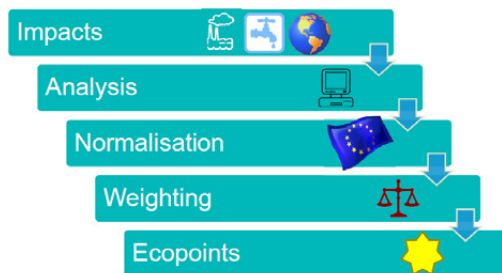 Impacts
Analysis
Normalisation
Weighting
Ecopoints